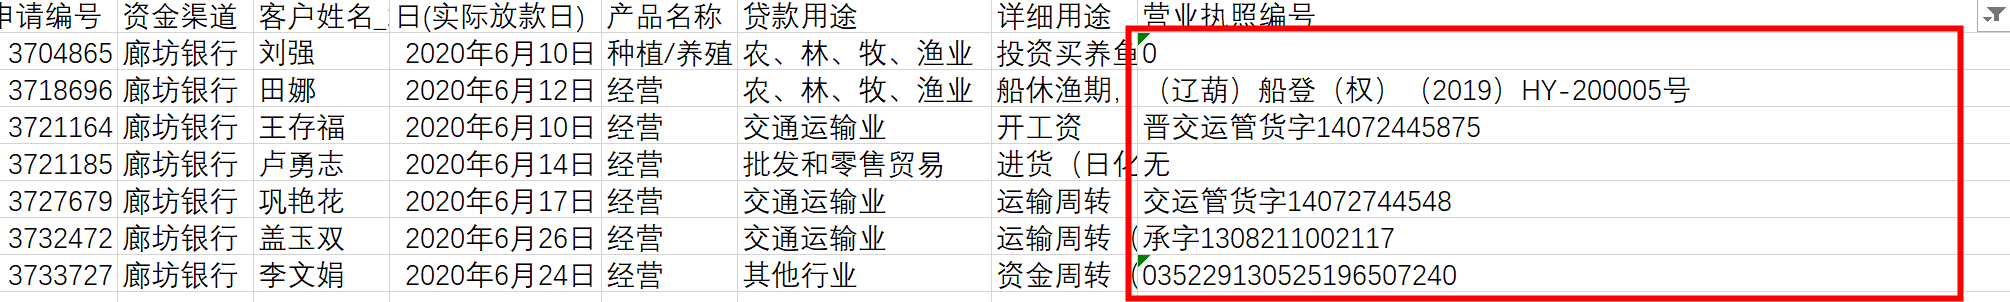 申请编号 资金渠道 客户姓名_ 日(实际放款日) 产品名称 贷款用途 详细用途 营业执照编号
3704865 廊坊银行 刘强 2020年6月10日 种植/养殖 农、林、牧、渔业 投资买养鱼 0
3718696 廊坊银行 田娜 2020年6月12日 经营 农、林、牧、渔业 船休渔期, （辽葫）船登（权）（2019）HY-200005号
3721164 廊坊银行 王存福 2020年6月10日 经营 交通运输业 开工资 晋交运管货字14072445875
3721185 廊坊银行 卢勇志 2020年6月14日 经营 批发和零售贸易 进货（日化 无
3727679 廊坊银行 巩艳花 2020年6月17日 经营 交通运输业 运输周转 交运管货字14072744548
3732472 廊坊银行 盖玉双 2020年6月26日 经营 交通运输业 运输周转（ 承字1308211002117
3733727 廊坊银行 李文娟 2020年6月24日 经营 其他行业 资金周转（ 035229130525196507240